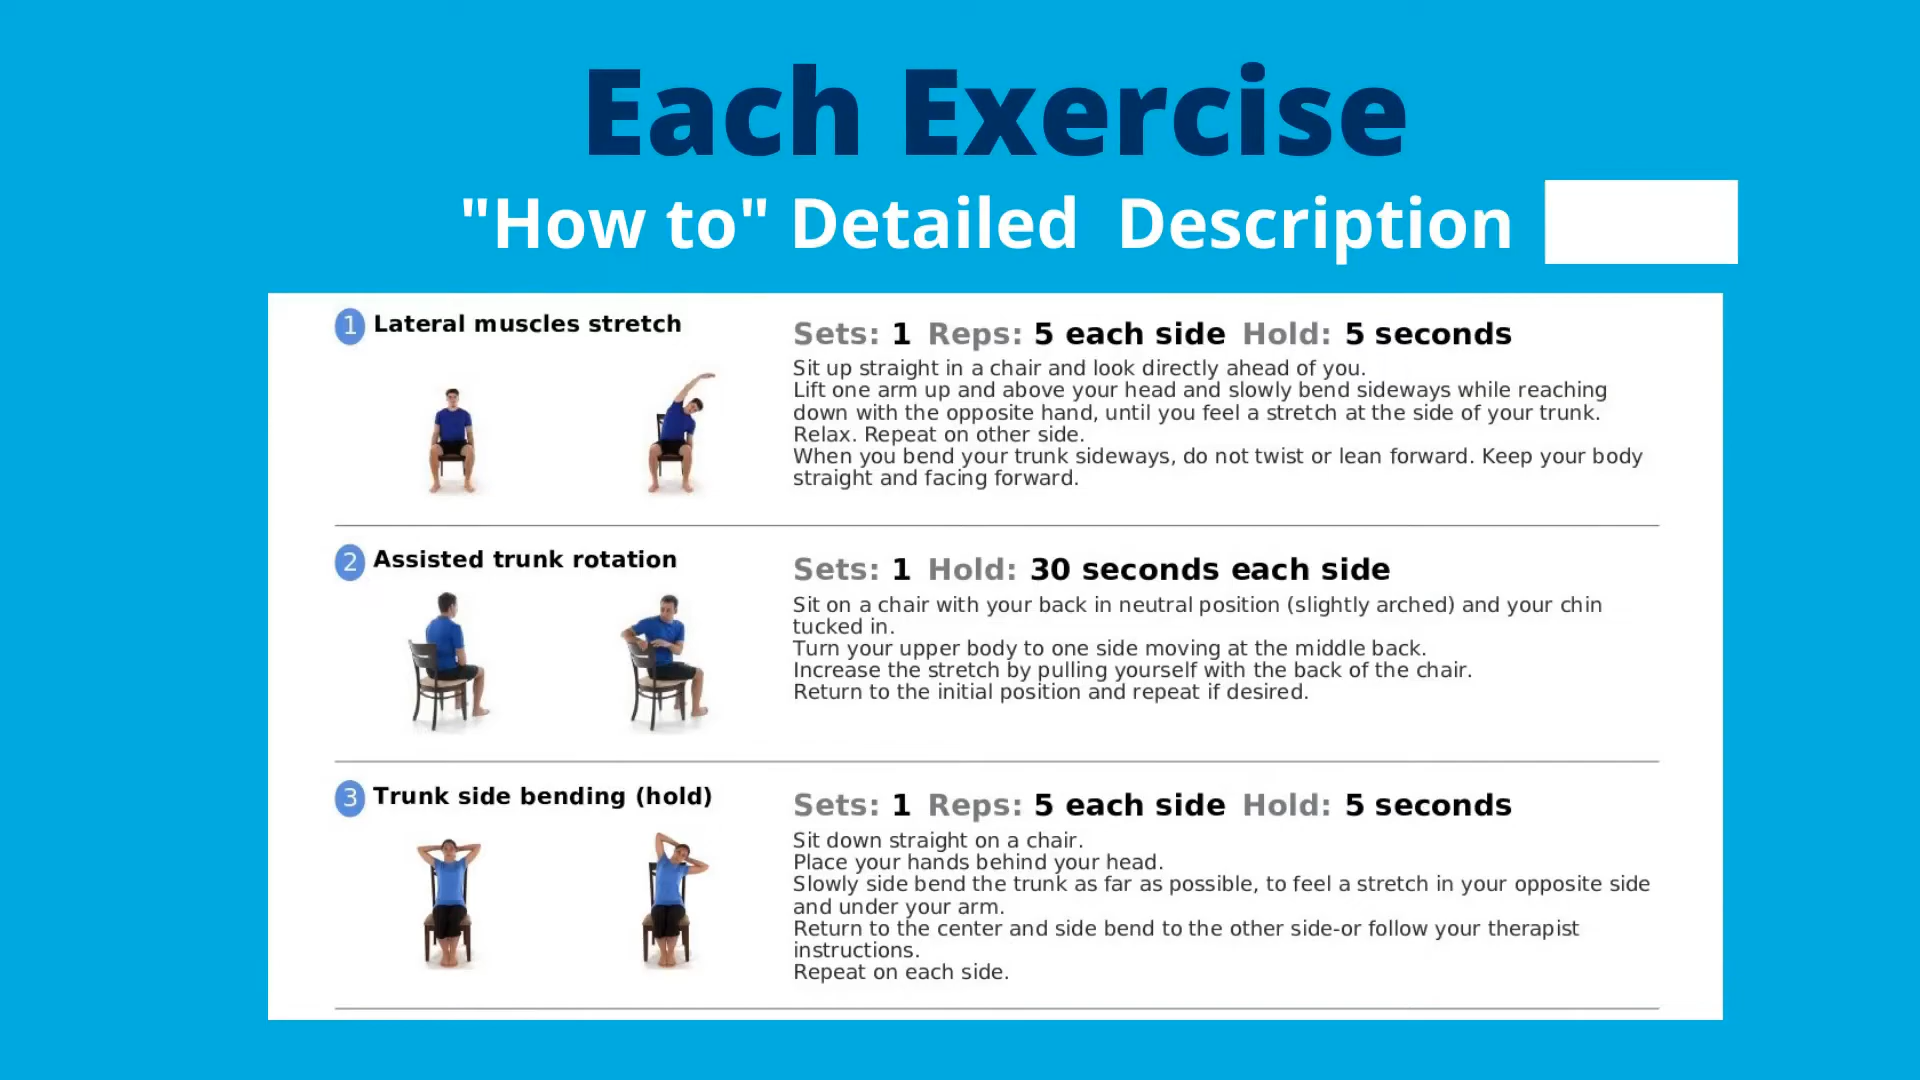 Each Exercise
"How to" Detailed Description
1 Lateral muscles stretch
Sets: 1 Reps: 5 each side Hold: 5 seconds
Sit up straight in a chair and look directly ahead of you.
Lift one arm up and above your head and slowly bend sideways while reaching
down with the opposite hand, until you feel a stretch at the side of your trunk.
Relax. Repeat on other side.
When you bend your trunk sideways, do not twist or lean forward. Keep your body
straight and facing forward.
2 Assisted trunk rotation
Sets: 1 Hold: 30 seconds each side
Sit on a chair with your back in neutral position (slightly arched) and your chin
tucked in.
Turn your upper body to one side moving at the middle back.
Increase the stretch by pulling yourself with the back of the chair.
Return to the initial position and repeat if desired.
3 Trunk side bending (hold)
Sets: 1 Reps: 5 each side Hold: 5 seconds
Sit down straight on a chair.
Place your hands behind your head.
Slowly side bend the trunk as far as possible, to feel a stretch in your opposite side
and under your arm.
Return to the center and side bend to the other side-or follow your therapist
instructions.
Repeat on each side.